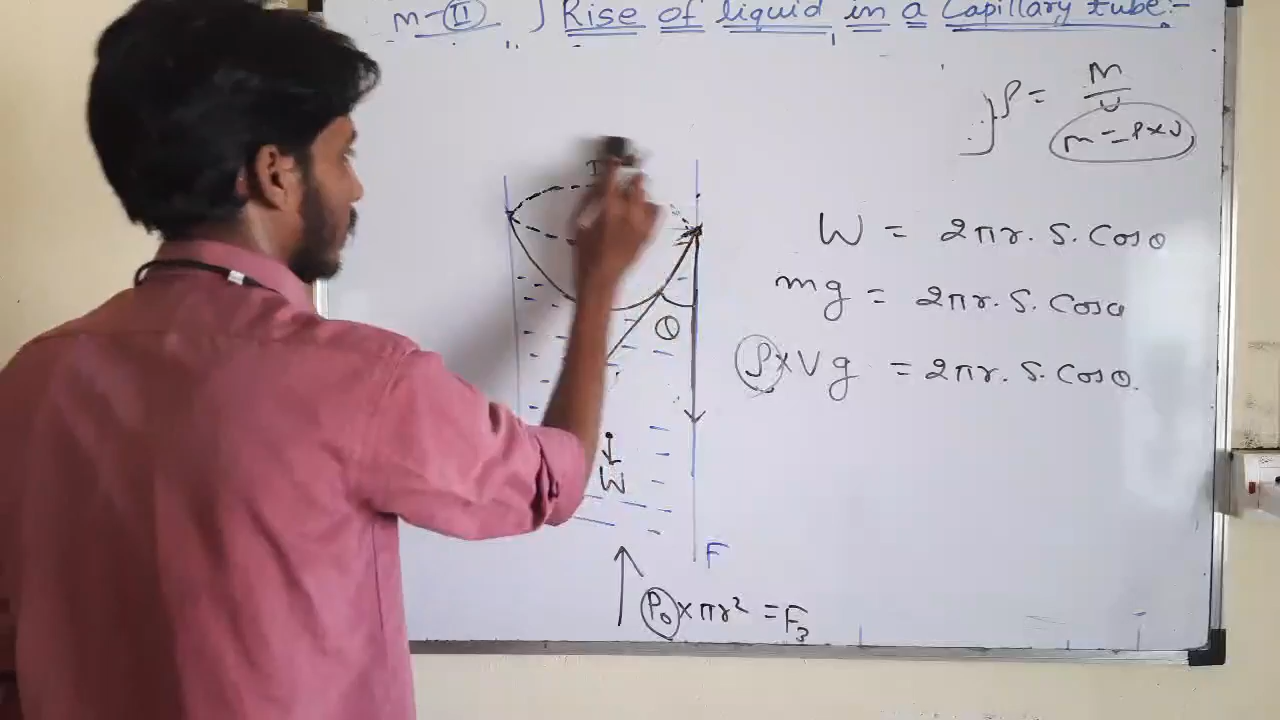 m-II ) Rise of liquid in a Capillary tube:-
ρ = m/v
m = ρ×v
W = 2πr. S. Cosθ
mg = 2πr. S. Cosθ
ρ×Vg = 2πr. S. Cosθ.
θ
W
F
P₀×πr² = F₃